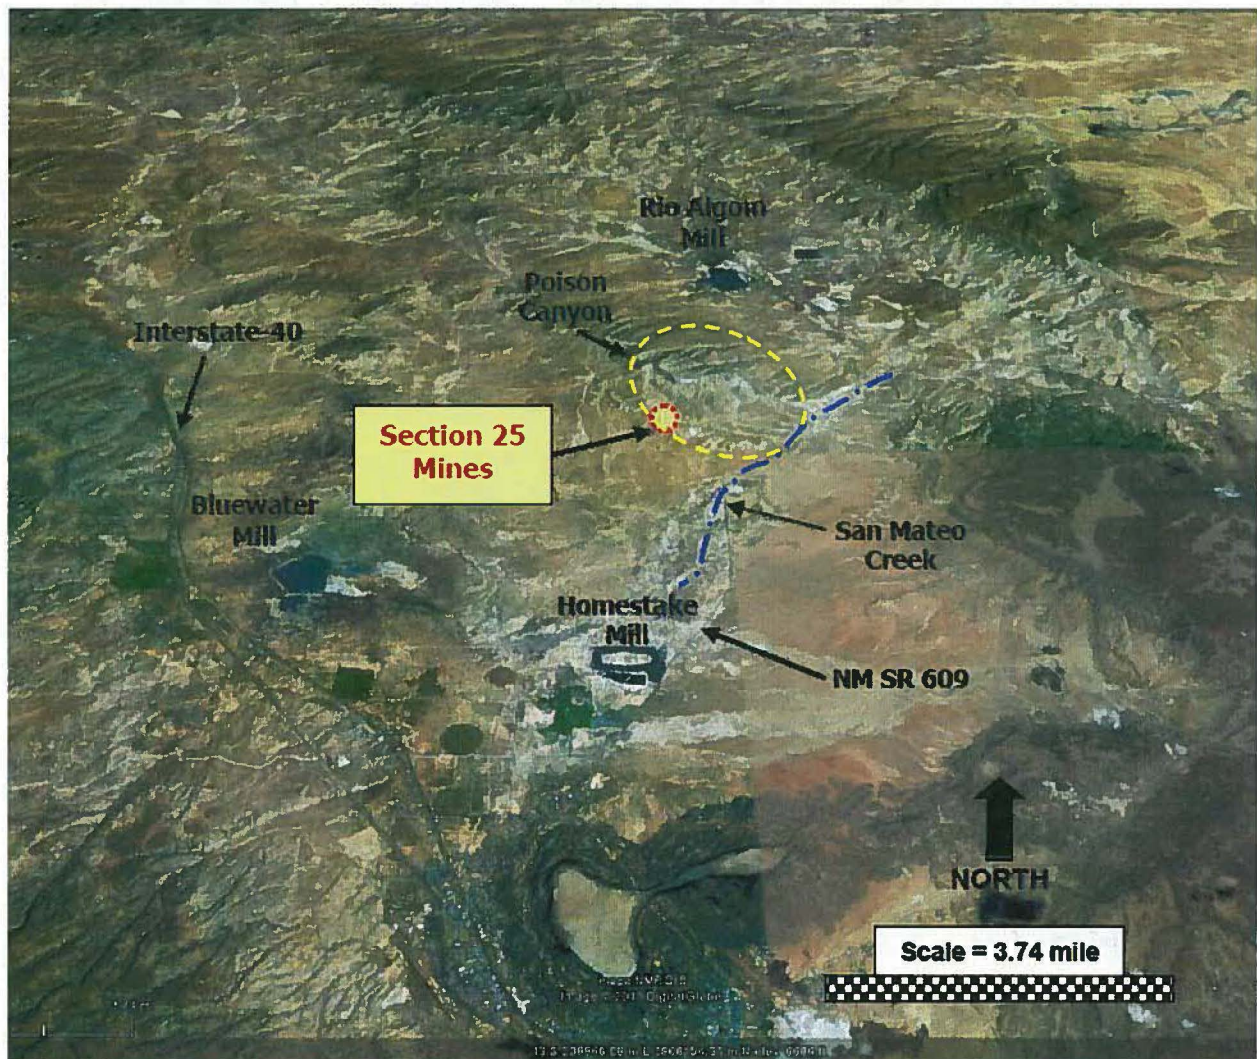 Rio Algom
Mill
Poison
Canyon
Interstate-40
Section 25
Mines
Bluewater
Mill
San Mateo
Creek
Homestake
Mill
NM SR 609
NORTH
Scale = 3.74 mile